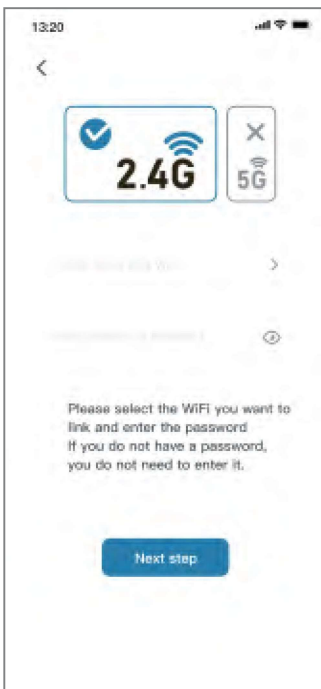 13:20
2.4G
5G
Please select the WiFi you want to
link and enter the password
If you do not have a password,
you do not need to enter it.
Next step